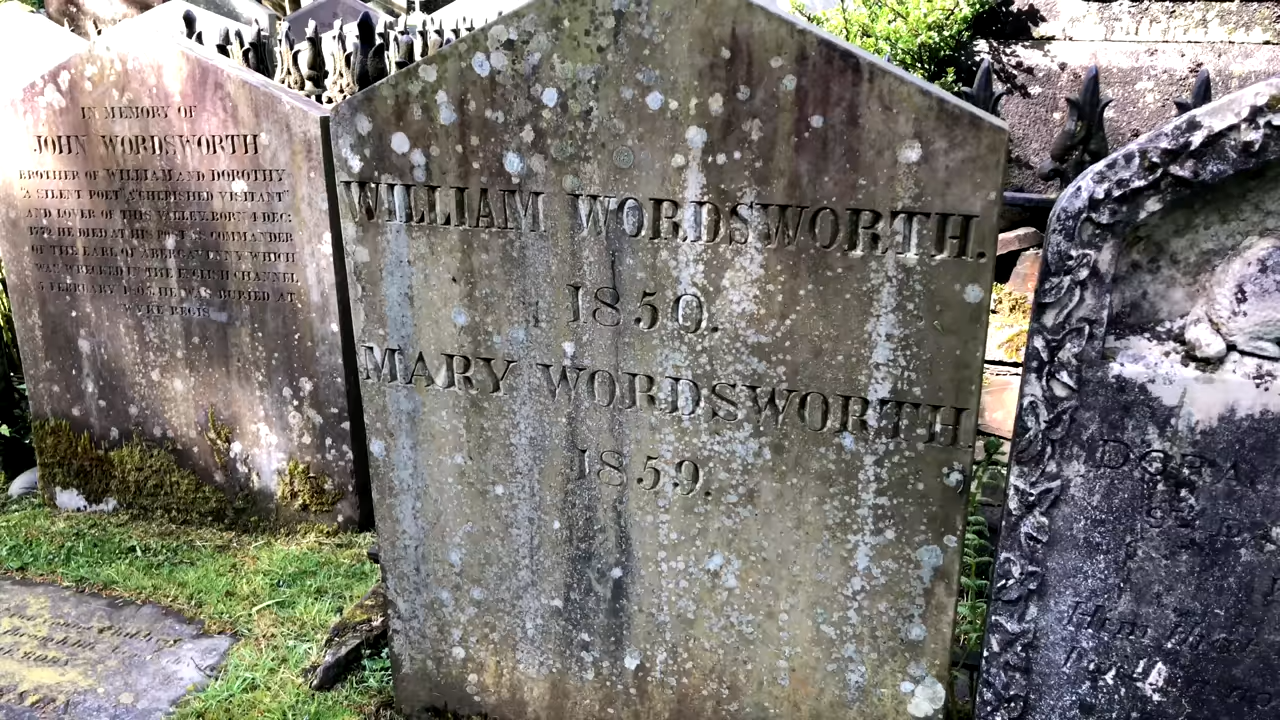 IN MEMORY OF
JOHN WORDSWORTH
BROTHER OF WILLIAM AND DOROTHY
"A SILENT POET", "CHERISHED VISITANT"
AND LOVER OF THIS VALLEY. BORN 4 DEC:
1772. HE DIED AT HIS POST AS COMMANDER
OF THE EARL OF ABERGAVENNY WHICH
WAS WRECKED IN THE ENGLISH CHANNEL,
5 FEBRUARY 1805. HE WAS BURIED AT
WYKE REGIS
WILLIAM WORDSWORTH.
1850.
MARY WORDSWORTH
1859.
DORA
Him that